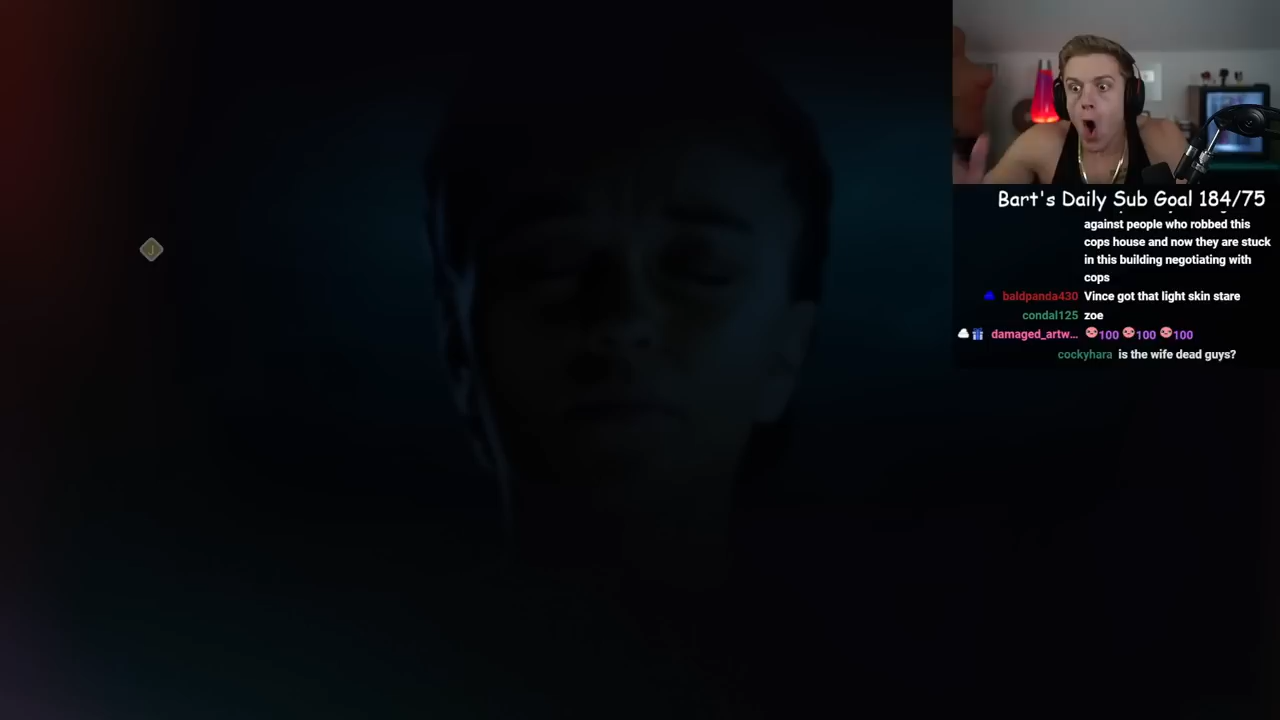 Bart's Daily Sub Goal 184/75
against people who robbed this
cops house and now they are stuck
in this building negotiating with
cops
baldpanda430 Vince got that light skin stare
condal125 zoe
damaged_artw... 100 100 100
cockyhara is the wife dead guys?
J